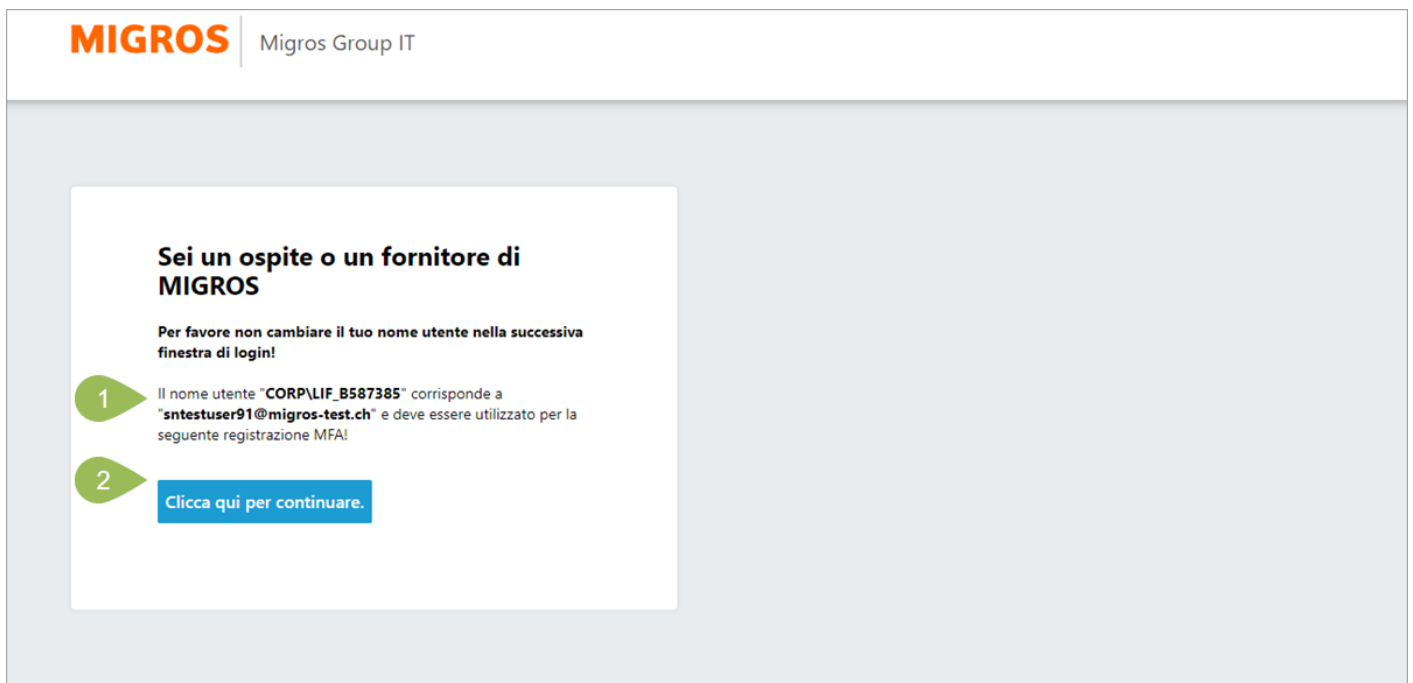 MIGROS Migros Group IT
Sei un ospite o un fornitore di
MIGROS
Per favore non cambiare il tuo nome utente nella successiva
finestra di login!
1
Il nome utente "CORP\LIF_B587385" corrisponde a
"sntestuser91@migros-test.ch" e deve essere utilizzato per la
seguente registrazione MFA!
2
Clicca qui per continuare.